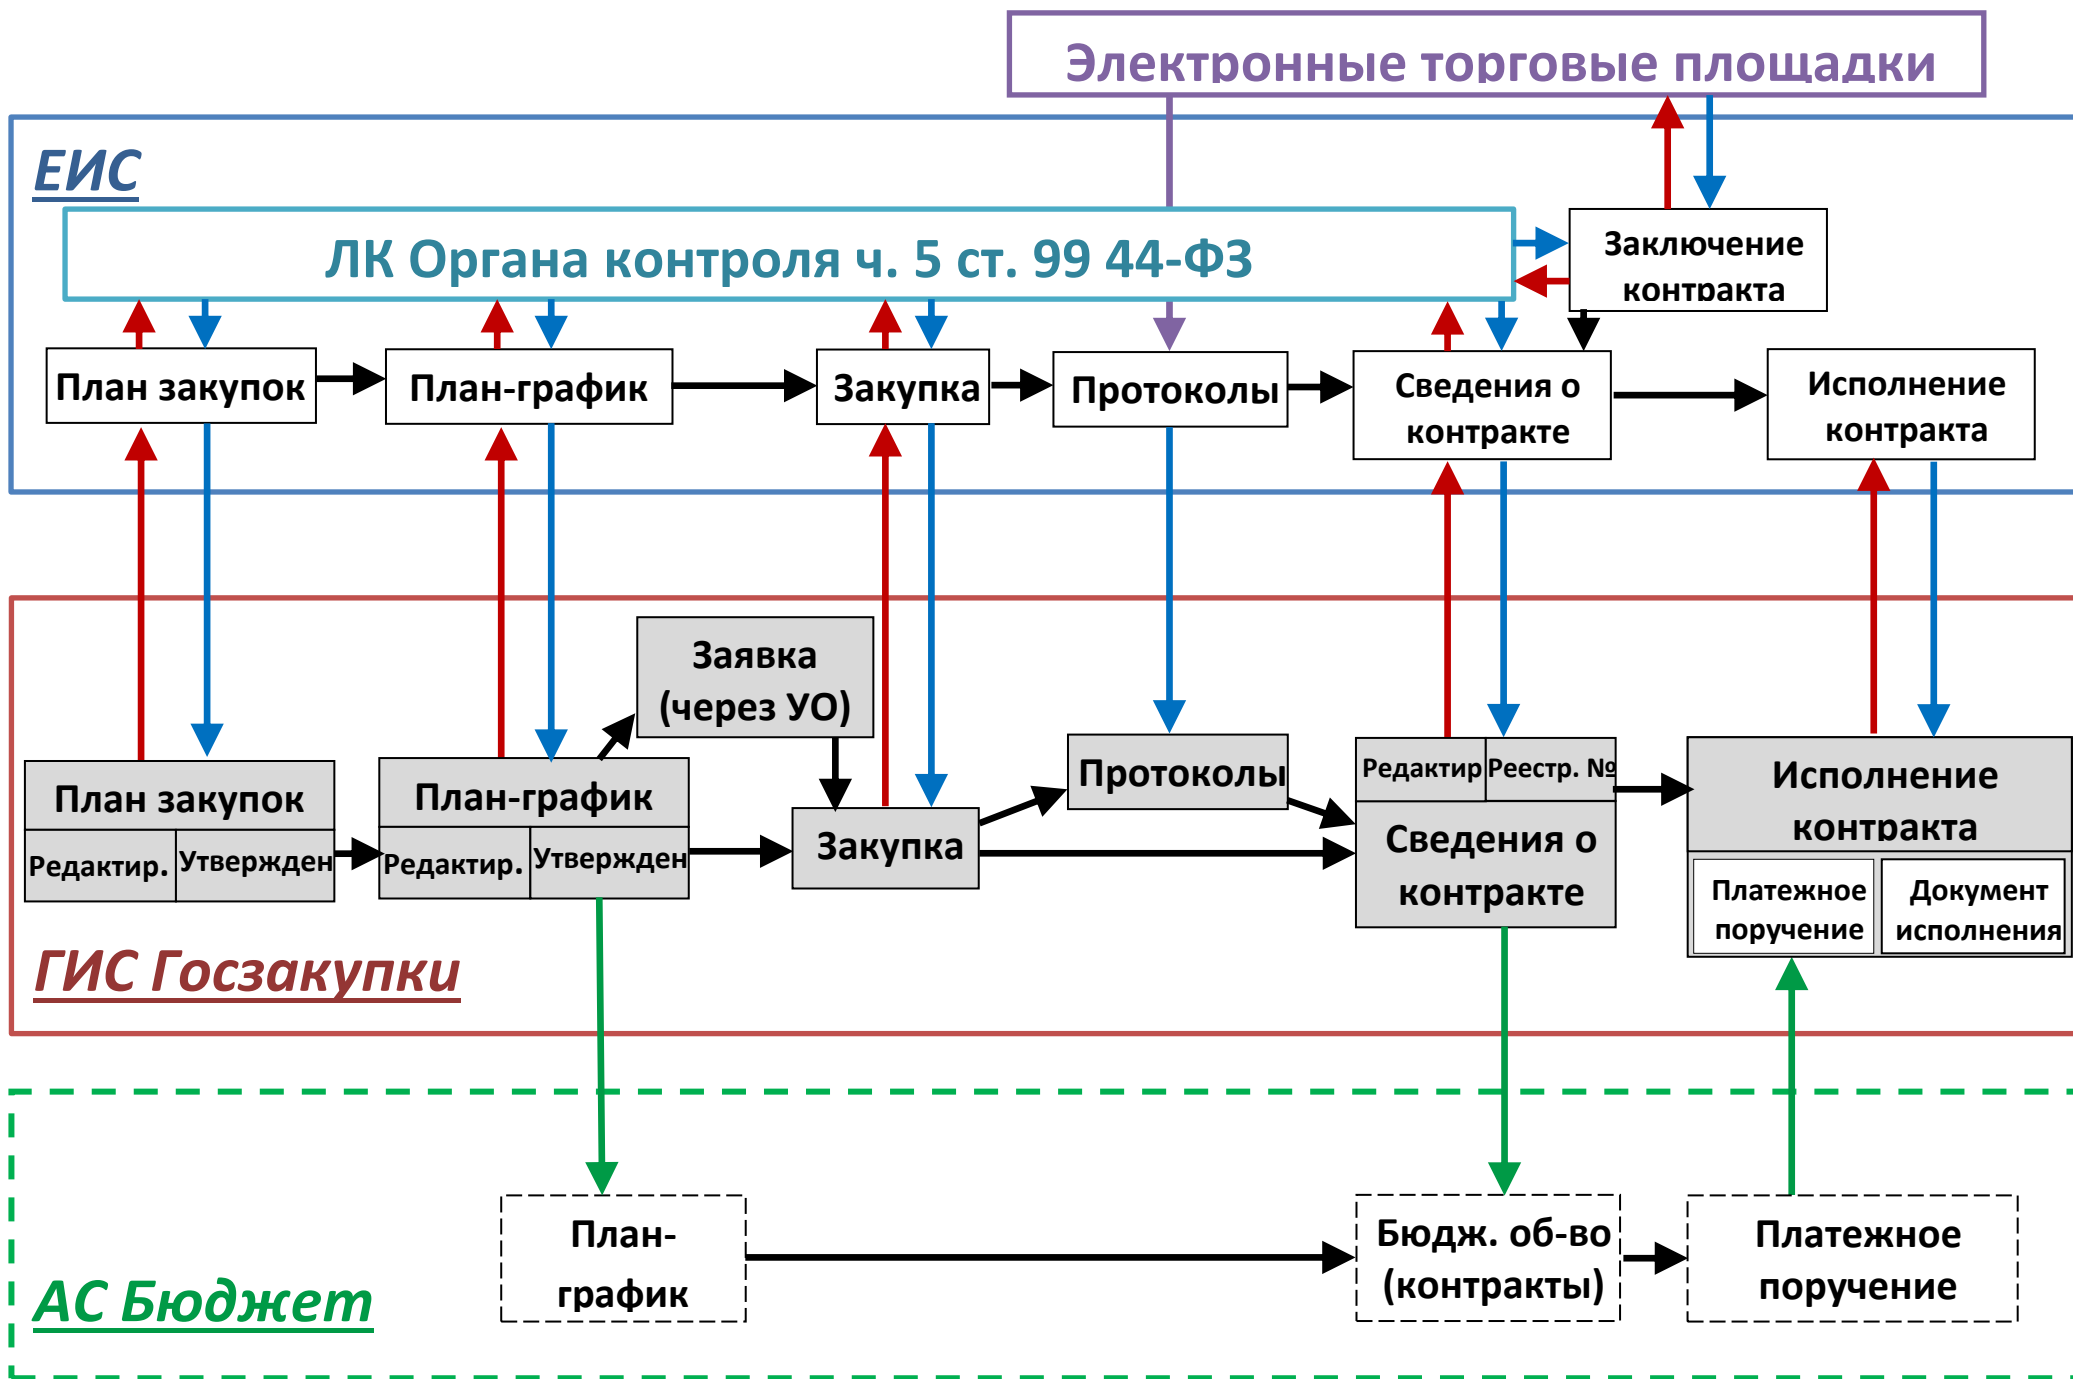 Электронные торговые площадки
ЕИС
ЛК Органа контроля ч. 5 ст. 99 44-ФЗ
Заключение
контракта
План закупок
План-график
Закупка
Протоколы
Сведения о
контракте
Исполнение
контракта
Заявка
(через УО)
План закупок
Редактир.
Утвержден
План-график
Редактир.
Утвержден
Закупка
Протоколы
Редактир
Реестр. №
Сведения о
контракте
Исполнение
контракта
Платежное
поручение
Документ
исполнения
ГИС Госзакупки
План-
график
Бюдж. об-во
(контракты)
Платежное
поручение
АС Бюджет